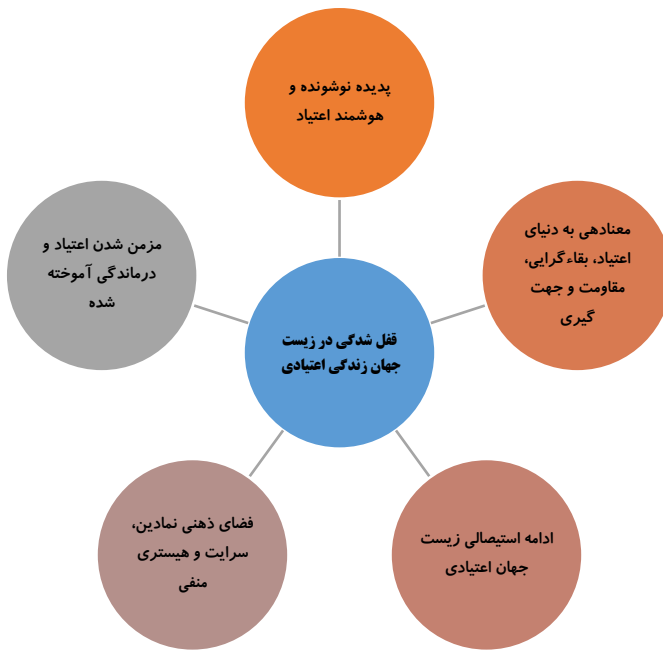 پدیده نوشونده و
هوشمند اعتیاد
معنادهی به دنیای
اعتیاد، بقاءگرایی،
مقاومت و جهت
گیری
ادامه استیصالی زیست
جهان اعتیادی
فضای ذهنی نمادین،
سرایت و هیستری
منفی
مزمن شدن اعتیاد و
درماندگی آموخته
شده
قفل شدگی در زیست
جهان زندگی اعتیادی